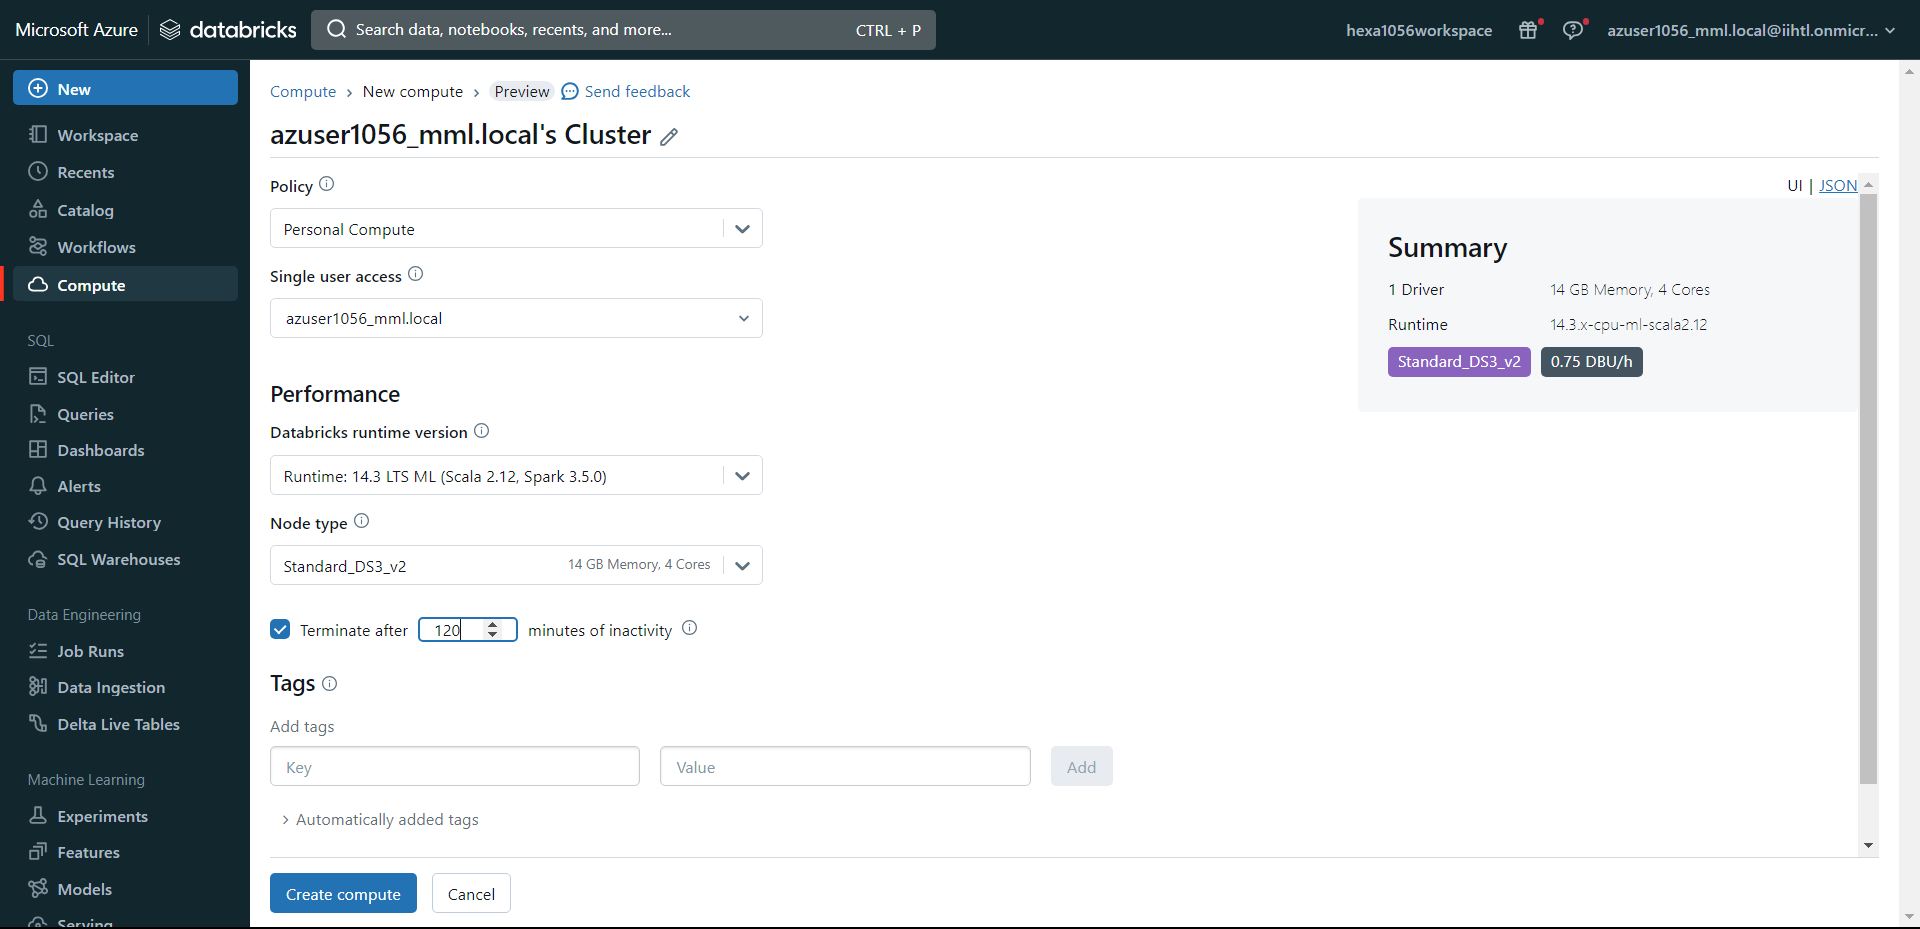 Microsoft Azure
databricks
Search data, notebooks, recents, and more...
CTRL + P
hexa1056workspace
azuser1056_mml.local@iihtl.onmicr...
New
Workspace
Recents
Catalog
Workflows
Compute
SQL
SQL Editor
Queries
Dashboards
Alerts
Query History
SQL Warehouses
Data Engineering
Job Runs
Data Ingestion
Delta Live Tables
Machine Learning
Experiments
Features
Models
Serving
Compute › New compute › Preview Send feedback
azuser1056_mml.local's Cluster
Policy
Personal Compute
Single user access
azuser1056_mml.local
Performance
Databricks runtime version
Runtime: 14.3 LTS ML (Scala 2.12, Spark 3.5.0)
Node type
Standard_DS3_v2 14 GB Memory, 4 Cores
Terminate after 120 minutes of inactivity
Tags
Add tags
Key
Value
Add
Automatically added tags
Create compute
Cancel
UI | JSON
Summary
1 Driver 14 GB Memory, 4 Cores
Runtime 14.3.x-cpu-ml-scala2.12
Standard_DS3_v2 0.75 DBU/h